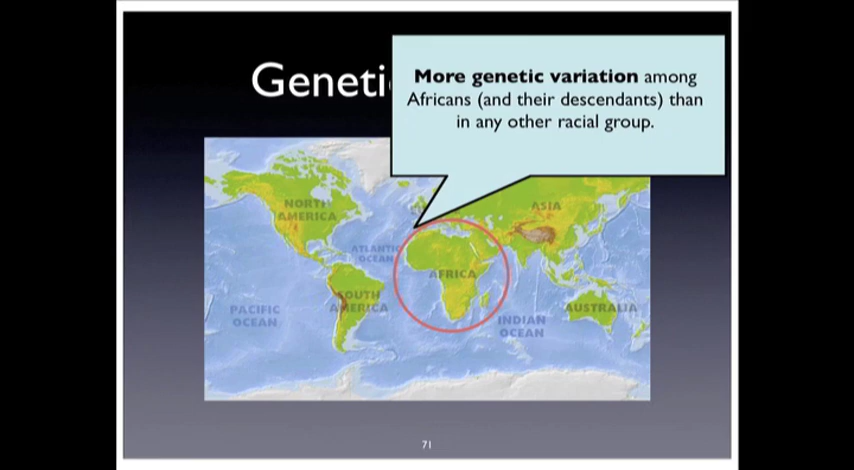 Geneti
More genetic variation among
Africans (and their descendants) than
in any other racial group.
NORTH
AMERICA
ASIA
ATLANTIC
OCEAN
AFRICA
SOUTH
AMERICA
PACIFIC
OCEAN
AUSTRALIA
INDIAN
OCEAN
71